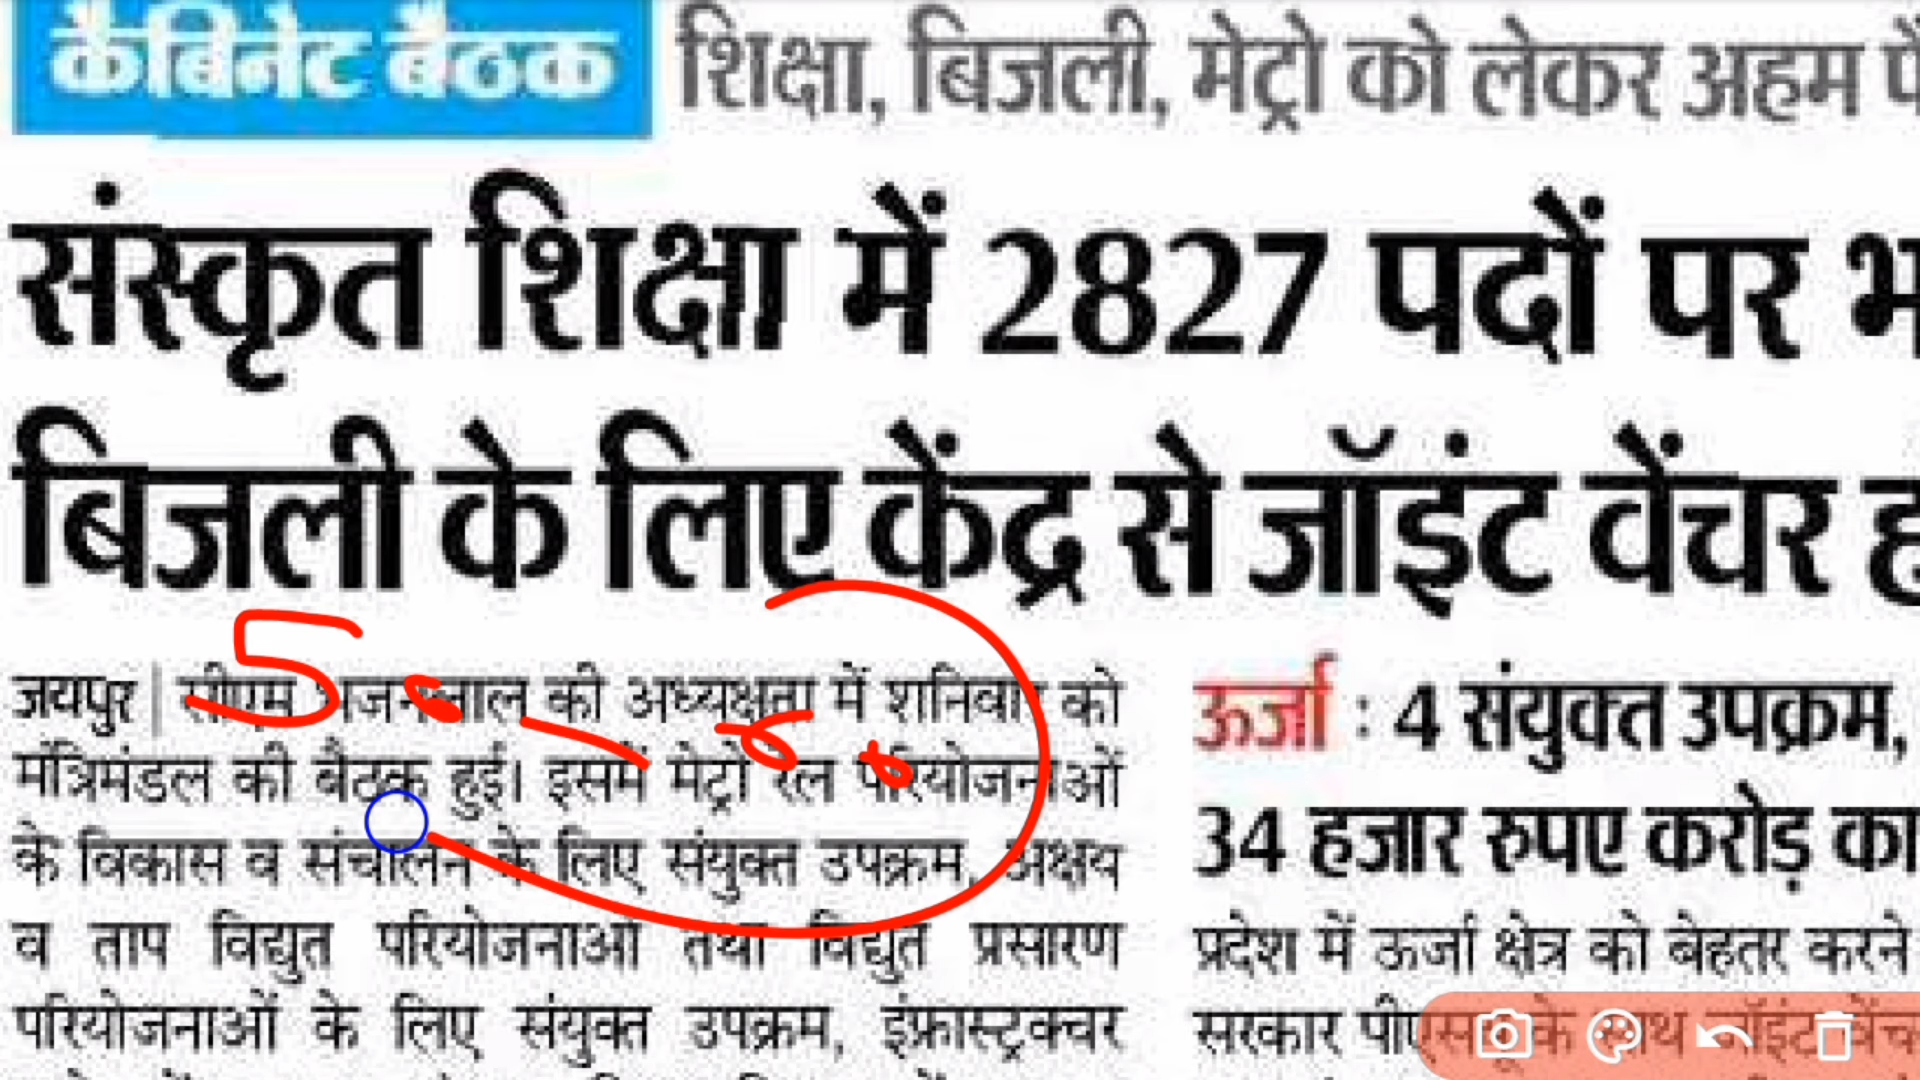 कैबिनेट बैठक
शिक्षा, बिजली, मेट्रो को लेकर अहम
संस्कृत शिक्षा में 2827 पदों पर
बिजली के लिए केंद्र से जॉइंट वेंचर
जयपुर | सीएम भजनलाल की अध्यक्षता में शनिवार को
मंत्रिमंडल की बैठक हुई। इसमें मेट्रो रेल परियोजनाओं
के विकास व संचालन के लिए संयुक्त उपक्रम, अक्षय
व ताप विद्युत परियोजनाओं तथा विद्युत प्रसारण
परियोजनाओं के लिए संयुक्त उपक्रम, इंफ्रास्ट्रक्चर
ऊर्जा : 4 संयुक्त उपक्रम,
34 हजार रुपए करोड़ का
प्रदेश में ऊर्जा क्षेत्र को बेहतर करने
सरकार के साथ जॉइंट